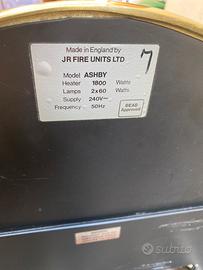 Made in England by
JR FIRE UNITS LTD
Model ASHBY
Heater 1800 Watts
Lamps 2x60 Watts
Supply 240V~
Frequency 50Hz
BEAB
Approved
7
subito